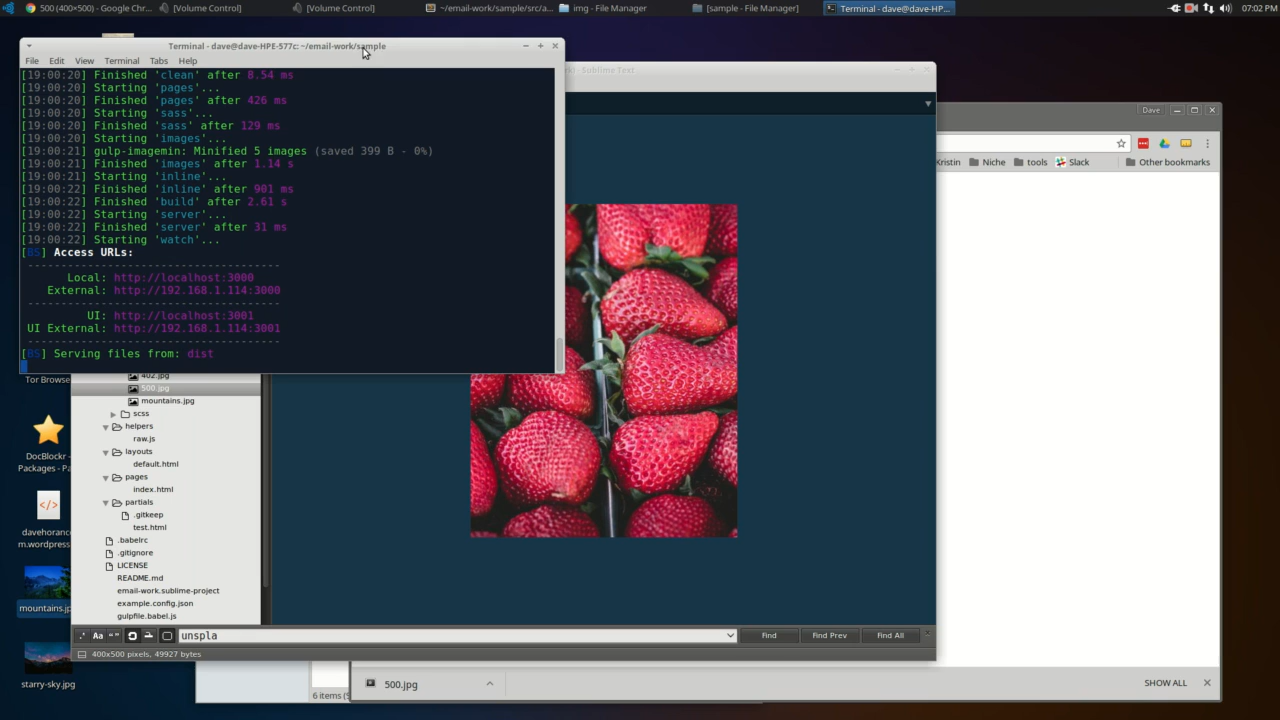 500 (400×500) - Google Chr...
[Volume Control]
[Volume Control]
~/email-work/sample/src/a...
img - File Manager
[sample - File Manager]
Terminal - dave@dave-HP...
07:02 PM
Terminal - dave@dave-HPE-577c: ~/email-work/sample
File Edit View Terminal Tabs Help
[19:00:20] Finished 'clean' after 8.54 ms
[19:00:20] Starting 'pages'...
[19:00:20] Finished 'pages' after 426 ms
[19:00:20] Starting 'sass'...
[19:00:20] Finished 'sass' after 129 ms
[19:00:20] Starting 'images'...
[19:00:21] gulp-imagemin: Minified 5 images (saved 399 B - 0%)
[19:00:21] Finished 'images' after 1.14 s
[19:00:21] Starting 'inline'...
[19:00:22] Finished 'inline' after 901 ms
[19:00:22] Finished 'build' after 2.61 s
[19:00:22] Starting 'server'...
[19:00:22] Finished 'server' after 31 ms
[19:00:22] Starting 'watch'...
[BS] Access URLs:
---------------------------------------
Local: http://localhost:3000
External: http://192.168.1.114:3000
---------------------------------------
UI: http://localhost:3001
UI External: http://192.168.1.114:3001
---------------------------------------
[BS] Serving files from: dist
Sublime Text
Dave
Kristin
Niche
tools
Slack
Other bookmarks
Tor Browse
DocBlockr
Packages - Pa
davehoranc
m.wordpress
mountains.jp
starry-sky.jpg
402.jpg
500.jpg
mountains.jpg
scss
helpers
raw.js
layouts
default.html
pages
index.html
partials
.gitkeep
test.html
.babelrc
.gitignore
LICENSE
README.md
email-work.sublime-project
example.config.json
gulpfile.babel.js
.* Aa “”
unspla
Find
Find Prev
Find All
400x500 pixels, 49927 bytes
6 items (5
500.jpg
SHOW ALL